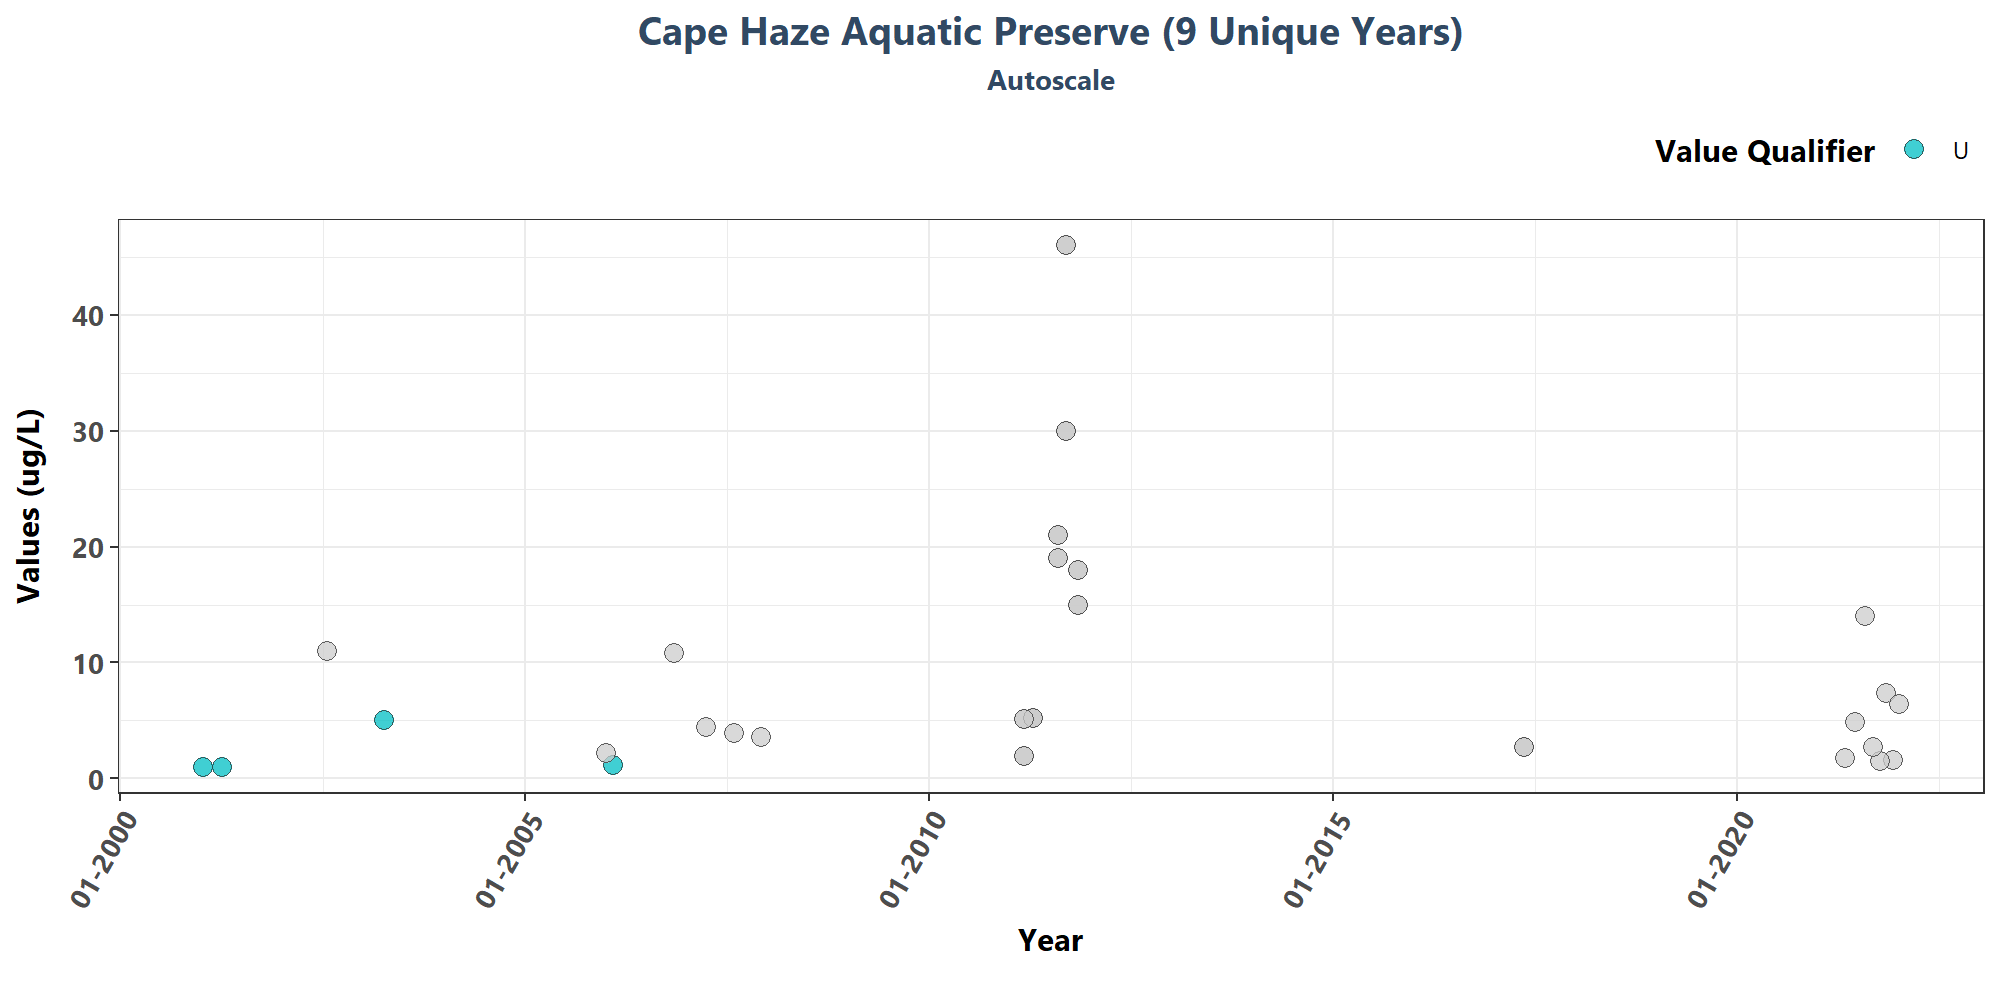 Cape Haze Aquatic Preserve (9 Unique Years)
Autoscale
Value Qualifier U
Values (ug/L)
40
30
20
10
0
01-2000
01-2005
01-2010
01-2015
01-2020
Year